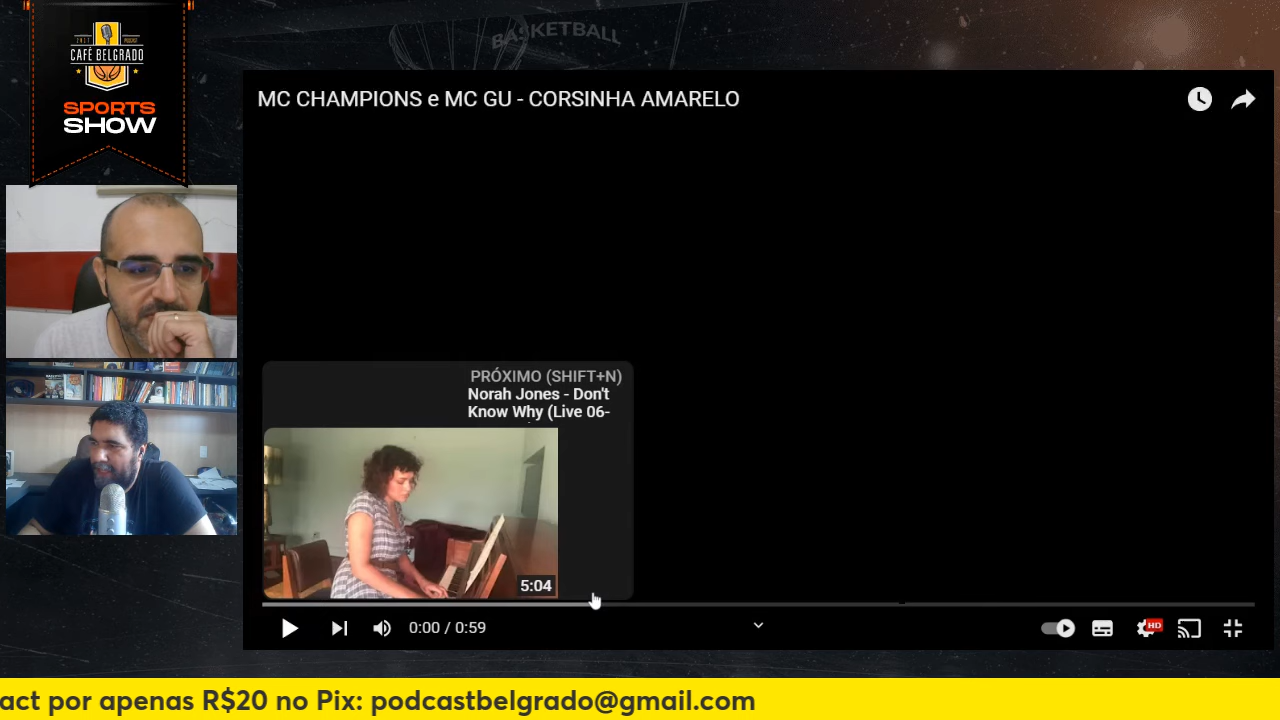 BASKETBALL
CAFÉ BELGRADO
SPORTS
SHOW
MC CHAMPIONS e MC GU - CORSINHA AMARELO
PRÓXIMO (SHIFT+N)
Norah Jones - Don't
Know Why (Live 06-
5:04
0:00 / 0:59
HD
act por apenas R$20 no Pix: podcastbelgrado@gmail.com